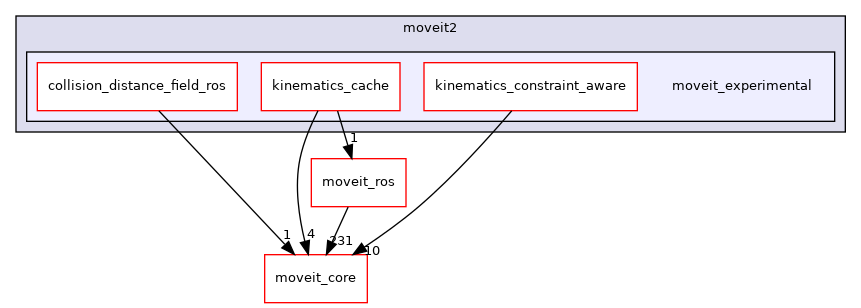 moveit2
collision_distance_field_ros
kinematics_cache
kinematics_constraint_aware
moveit_experimental
1
moveit_ros
1
4
231
10
moveit_core